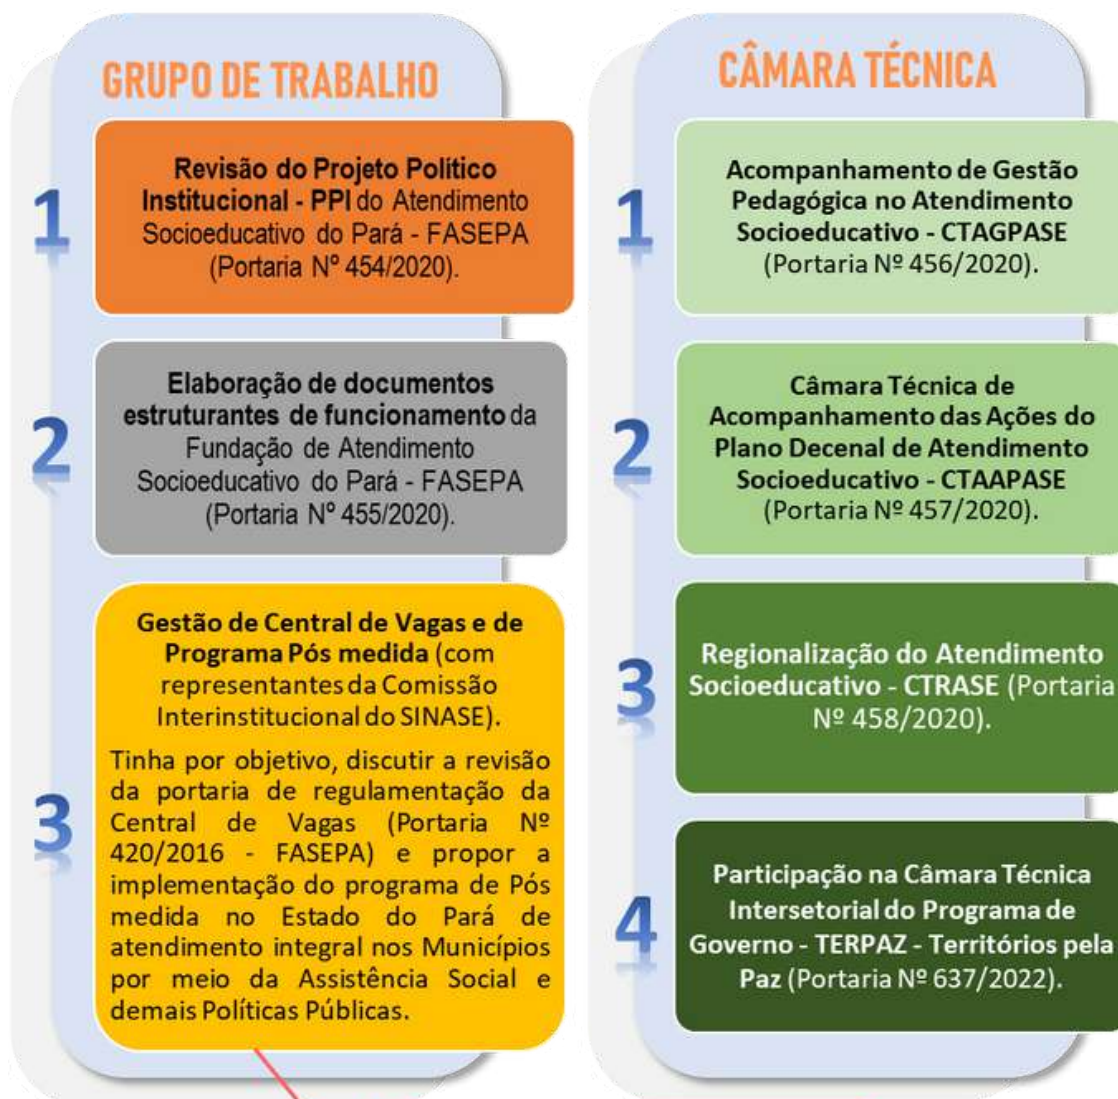 GRUPO DE TRABALHO
1
Revisão do Projeto Político
Institucional - PPI do Atendimento
Socioeducativo do Pará - FASEPA
(Portaria Nº 454/2020).
2
Elaboração de documentos
estruturantes de funcionamento da
Fundação de Atendimento
Socioeducativo do Pará - FASEPA
(Portaria Nº 455/2020).
3
Gestão de Central de Vagas e de
Programa Pós medida (com
representantes da Comissão
Interinstitucional do SINASE).
Tinha por objetivo, discutir a revisão
da portaria de regulamentação da
Central de Vagas (Portaria Nº
420/2016 - FASEPA) e propor a
implementação do programa de Pós
medida no Estado do Pará de
atendimento integral nos Municípios
por meio da Assistência Social e
demais Políticas Públicas.
CÂMARA TÉCNICA
1
Acompanhamento de Gestão
Pedagógica no Atendimento
Socioeducativo - CTAGPASE
(Portaria Nº 456/2020).
2
Câmara Técnica de
Acompanhamento das Ações do
Plano Decenal de Atendimento
Socioeducativo - CTAAPASE
(Portaria Nº 457/2020).
3
Regionalização do Atendimento
Socioeducativo - CTRASE (Portaria
Nº 458/2020).
4
Participação na Câmara Técnica
Intersetorial do Programa de
Governo - TERPAZ - Territórios pela
Paz (Portaria Nº 637/2022).